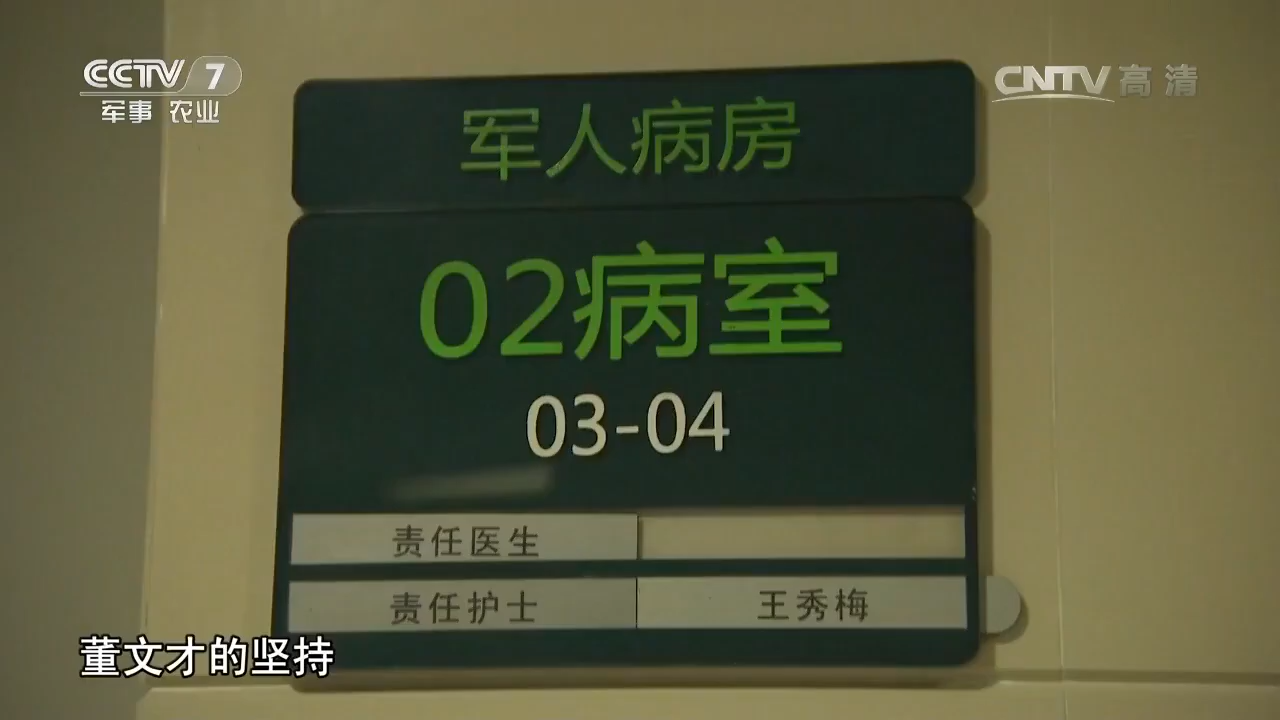 CCTV 7
军事 农业
CNTV 高清
军人病房
02病室
03-04
责任医生
责任护士 王秀梅
董文才的坚持